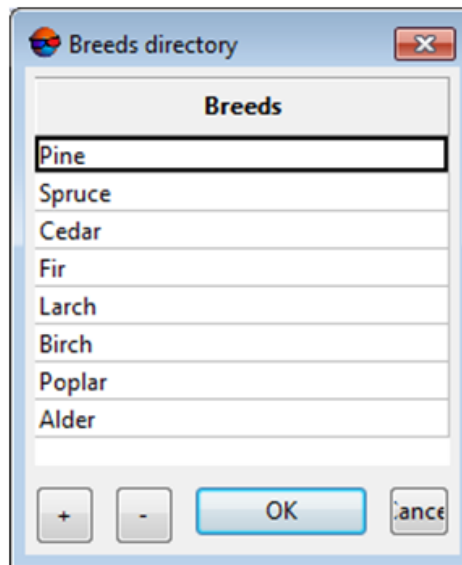 Breeds directory
Breeds
Pine
Spruce
Cedar
Fir
Larch
Birch
Poplar
Alder
+ - OK